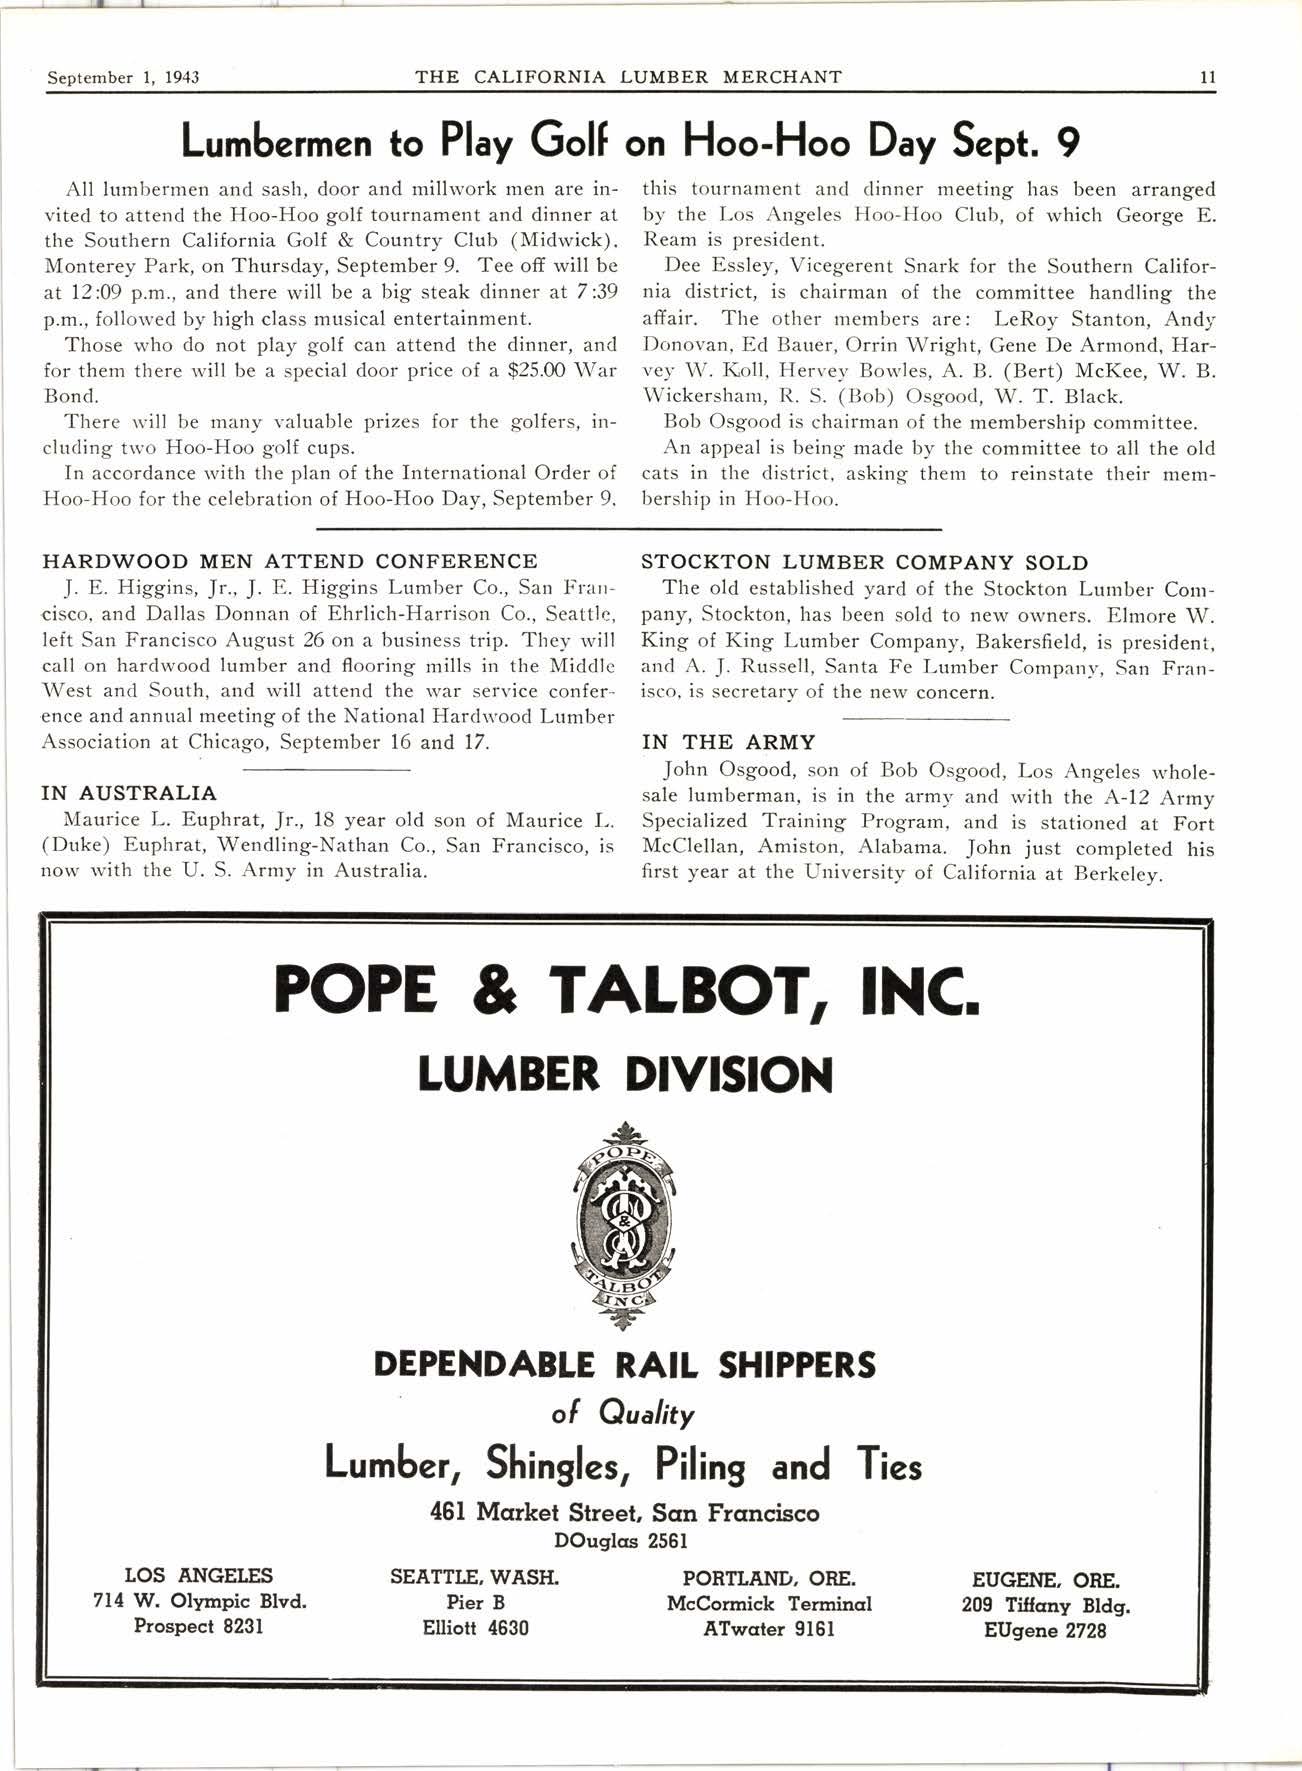 September 1, 1943 THE CALIFORNIA LUMBER MERCHANT 11
Lumbermen to Play Golf on Hoo-Hoo Day Sept. 9
All lumbermen and sash, door and millwork men are in-
vited to attend the Hoo-Hoo golf tournament and dinner at
the Southern California Golf & Country Club (Midwick),
Monterey Park, on Thursday, September 9. Tee off will be
at 12:09 p.m., and there will be a big steak dinner at 7:39
p.m., followed by high class musical entertainment.
Those who do not play golf can attend the dinner, and
for them there will be a special door price of a $25.00 War
Bond.
There will be many valuable prizes for the golfers, in-
cluding two Hoo-Hoo golf cups.
In accordance with the plan of the International Order of
Hoo-Hoo for the celebration of Hoo-Hoo Day, September 9,
this tournament and dinner meeting has been arranged
by the Los Angeles Hoo-Hoo Club, of which George E.
Ream is president.
Dee Essley, Vicegerent Snark for the Southern Califor-
nia district, is chairman of the committee handling the
affair. The other members are: LeRoy Stanton, Andy
Donovan, Ed Bauer, Orrin Wright, Gene De Armond, Har-
vey W. Koll, Hervey Bowles, A. B. (Bert) McKee, W. B.
Wickersham, R. S. (Bob) Osgood, W. T. Black.
Bob Osgood is chairman of the membership committee.
An appeal is being made by the committee to all the old
cats in the district, asking them to reinstate their mem-
bership in Hoo-Hoo.
HARDWOOD MEN ATTEND CONFERENCE
J. E. Higgins, Jr., J. E. Higgins Lumber Co., San Fran-
cisco, and Dallas Donnan of Ehrlich-Harrison Co., Seattle,
left San Francisco August 26 on a business trip. They will
call on hardwood lumber and flooring mills in the Middle
West and South, and will attend the war service confer-
ence and annual meeting of the National Hardwood Lumber
Association at Chicago, September 16 and 17.
IN AUSTRALIA
Maurice L. Euphrat, Jr., 18 year old son of Maurice L.
(Duke) Euphrat, Wendling-Nathan Co., San Francisco, is
now with the U. S. Army in Australia.
STOCKTON LUMBER COMPANY SOLD
The old established yard of the Stockton Lumber Com-
pany, Stockton, has been sold to new owners. Elmore W.
King of King Lumber Company, Bakersfield, is president,
and A. J. Russell, Santa Fe Lumber Company, San Fran-
isco, is secretary of the new concern.
IN THE ARMY
John Osgood, son of Bob Osgood, Los Angeles whole-
sale lumberman, is in the army and with the A-12 Army
Specialized Training Program, and is stationed at Fort
McClellan, Amiston, Alabama. John just completed his
first year at the University of California at Berkeley.
POPE & TALBOT, INC.
LUMBER DIVISION
POPE
&
TALBOT
INC.
DEPENDABLE RAIL SHIPPERS
of Quality
Lumber, Shingles, Piling and Ties
461 Market Street, San Francisco
DOuglas 2561
LOS ANGELES
714 W. Olympic Blvd.
Prospect 8231
SEATTLE, WASH.
Pier B
Elliott 4630
PORTLAND, ORE.
McCormick Terminal
ATwater 9161
EUGENE, ORE.
209 Tiffany Bldg.
EUgene 2728